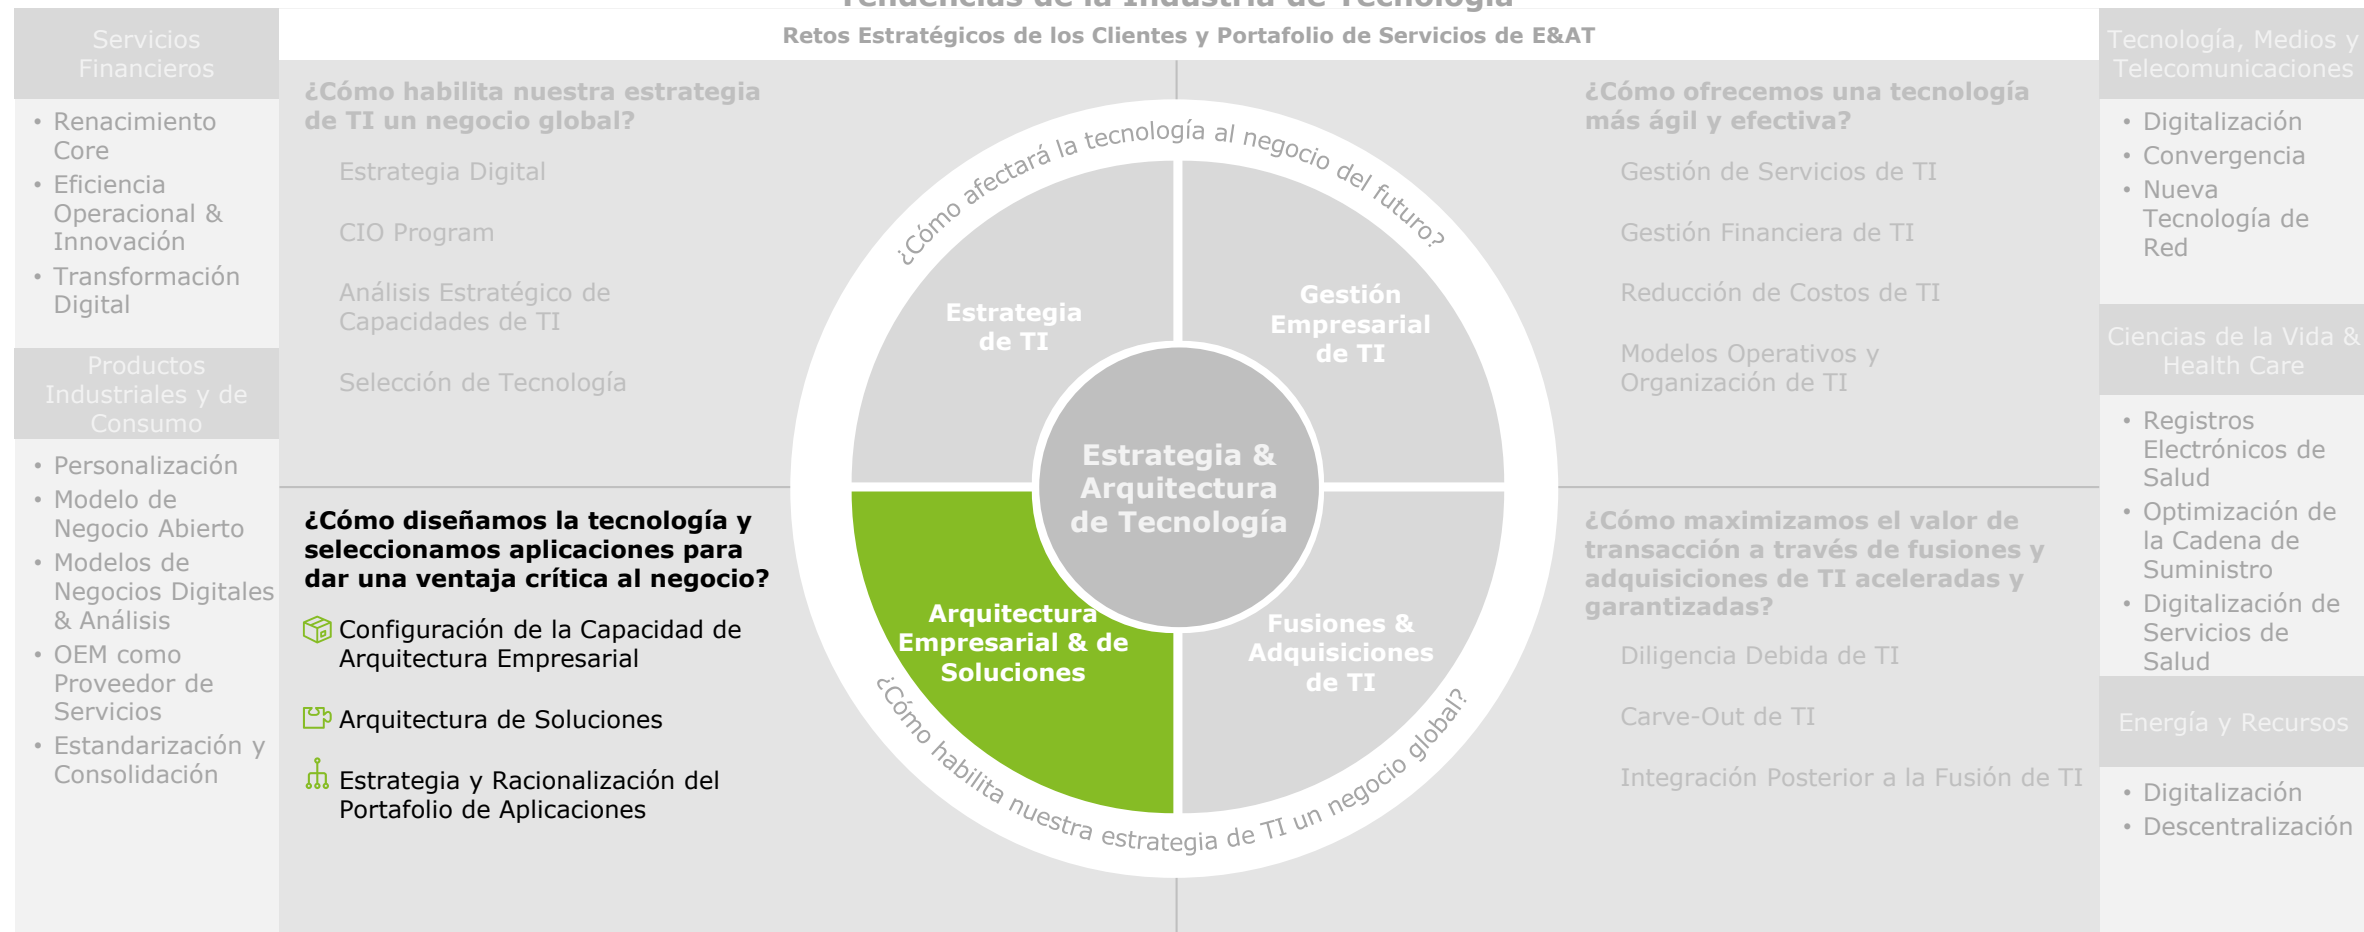 Tendencias de la Industria de Tecnología
Retos Estratégicos de los Clientes y Portafolio de Servicios de E&AT
Servicios
Financieros
• Renacimiento
Core
• Eficiencia
Operacional &
Innovación
• Transformación
Digital
Productos
Industriales y de
Consumo
• Personalización
• Modelo de
Negocio Abierto
• Modelos de
Negocios Digitales
& Análisis
• OEM como
Proveedor de
Servicios
• Estandarización y
Consolidación
¿Cómo habilita nuestra estrategia
de TI un negocio global?
Estrategia Digital
CIO Program
Análisis Estratégico de
Capacidades de TI
Selección de Tecnología
¿Cómo diseñamos la tecnología y
seleccionamos aplicaciones para
dar una ventaja crítica al negocio?
Configuración de la Capacidad de
Arquitectura Empresarial
Arquitectura de Soluciones
Estrategia y Racionalización del
Portafolio de Aplicaciones
¿Cómo afectará la tecnología al negocio del futuro?
Estrategia
de TI
Gestión
Empresarial
de TI
Estrategia &
Arquitectura
de Tecnología
Arquitectura
Empresarial & de
Soluciones
Fusiones &
Adquisiciones
de TI
¿Cómo habilita nuestra estrategia de TI un negocio global?
¿Cómo ofrecemos una tecnología
más ágil y efectiva?
Gestión de Servicios de TI
Gestión Financiera de TI
Reducción de Costos de TI
Modelos Operativos y
Organización de TI
¿Cómo maximizamos el valor de
transacción a través de fusiones y
adquisiciones de TI aceleradas y
garantizadas?
Diligencia Debida de TI
Carve-Out de TI
Integración Posterior a la Fusión de TI
Tecnología, Medios y
Telecomunicaciones
• Digitalización
• Convergencia
• Nueva
Tecnología de
Red
Ciencias de la Vida &
Health Care
• Registros
Electrónicos de
Salud
• Optimización de
la Cadena de
Suministro
• Digitalización de
Servicios de
Salud
Energía y Recursos
• Digitalización
• Descentralización